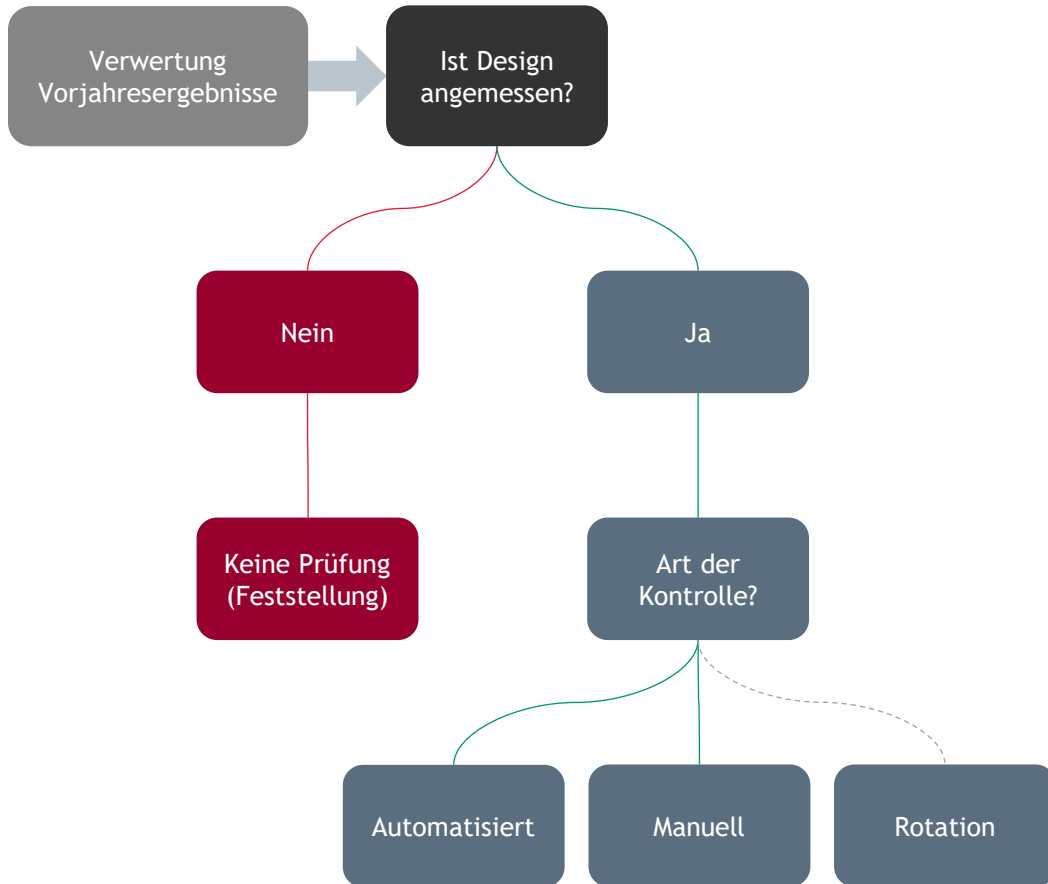 Verwertung
Vorjahresergebnisse
Ist Design
angemessen?
Nein
Ja
Keine Prüfung
(Feststellung)
Art der
Kontrolle?
Automatisiert
Manuell
Rotation